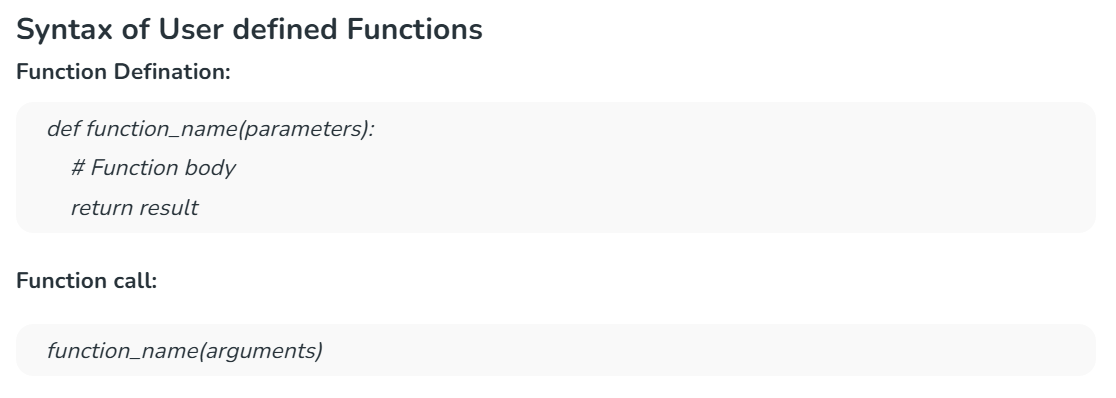 Syntax of User defined Functions
Function Defination:
def function_name(parameters):
# Function body
return result
Function call:
function_name(arguments)